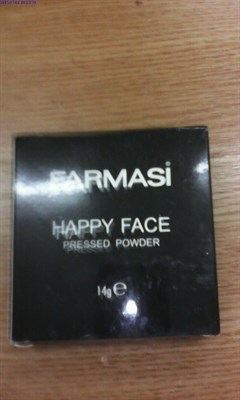 FARMASi
HAPPY FACE
PRESSED POWDER
14g ℮